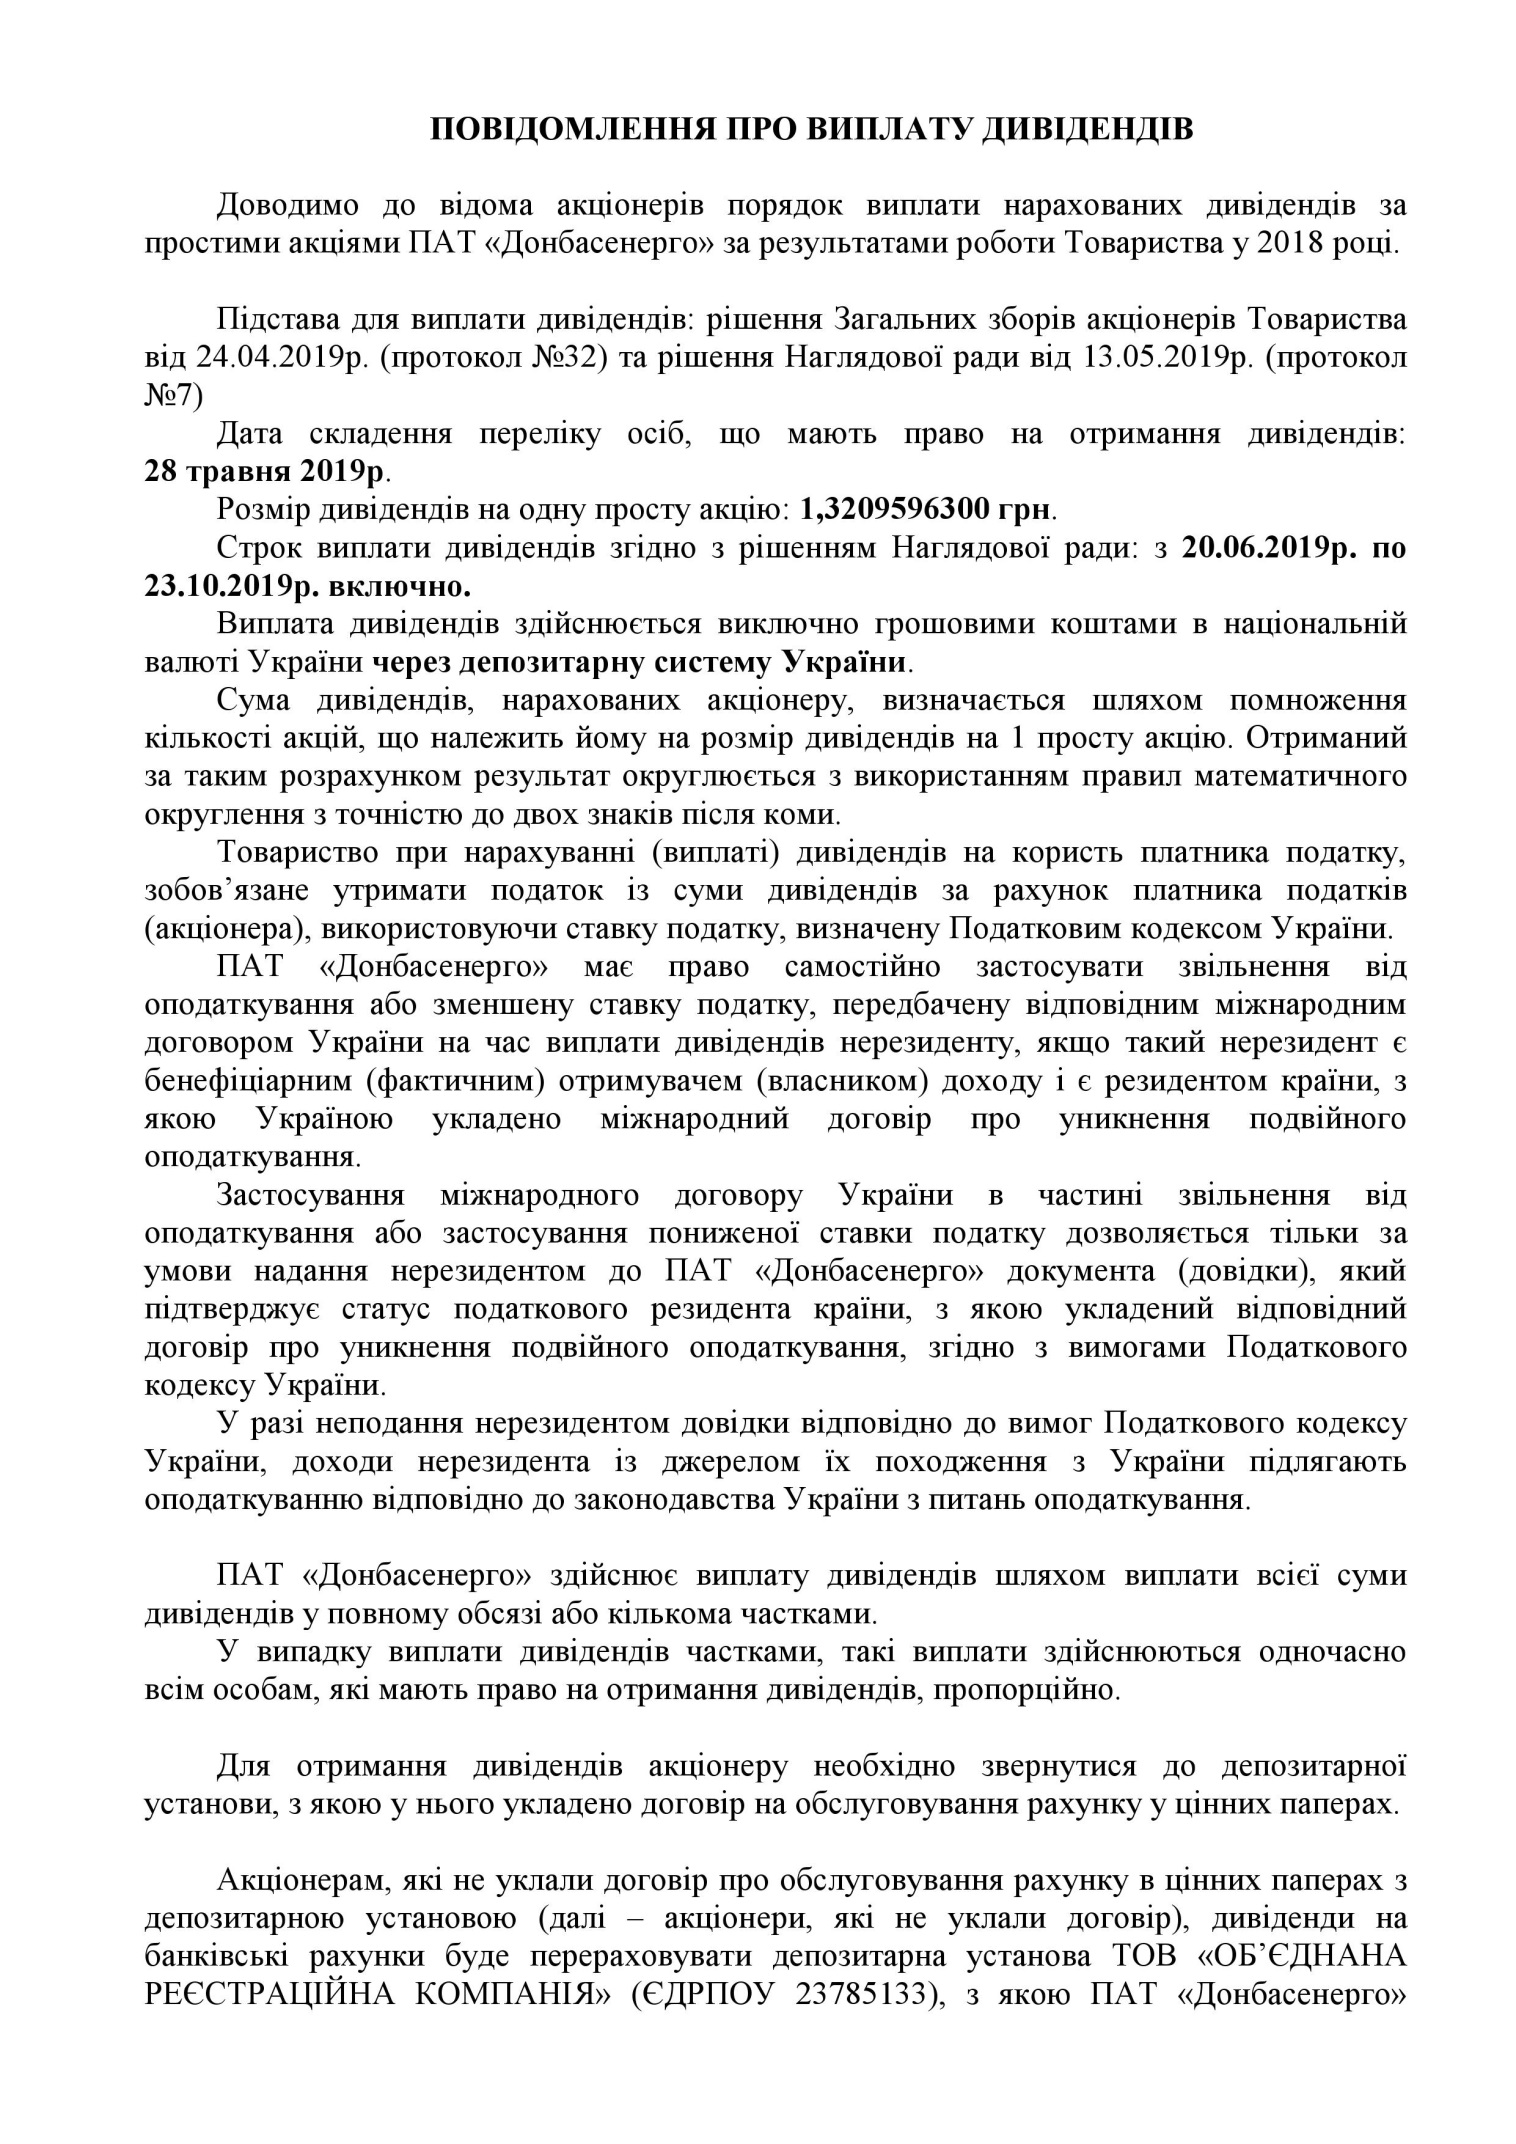 ПОВІДОМЛЕННЯ ПРО ВИПЛАТУ ДИВІДЕНДІВ
Доводимо до відома акціонерів порядок виплати нарахованих дивідендів за
простими акціями ПАТ «Донбасенерго» за результатами роботи Товариства у 2018 році.
Підстава для виплати дивідендів: рішення Загальних зборів акціонерів Товариства
від 24.04.2019р. (протокол №32) та рішення Наглядової ради від 13.05.2019р. (протокол
№7)
Дата складення переліку осіб, що мають право на отримання дивідендів:
28 травня 2019р.
Розмір дивідендів на одну просту акцію: 1,3209596300 грн.
Строк виплати дивідендів згідно з рішенням Наглядової ради: з 20.06.2019р. по
23.10.2019р. включно.
Виплата дивідендів здійснюється виключно грошовими коштами в національній
валюті України через депозитарну систему України.
Сума дивідендів, нарахованих акціонеру, визначається шляхом помноження
кількості акцій, що належить йому на розмір дивідендів на 1 просту акцію. Отриманий
за таким розрахунком результат округлюється з використанням правил математичного
округлення з точністю до двох знаків після коми.
Товариство при нарахуванні (виплаті) дивідендів на користь платника податку,
зобов’язане утримати податок із суми дивідендів за рахунок платника податків
(акціонера), використовуючи ставку податку, визначену Податковим кодексом України.
ПАТ «Донбасенерго» має право самостійно застосувати звільнення від
оподаткування або зменшену ставку податку, передбачену відповідним міжнародним
договором України на час виплати дивідендів нерезиденту, якщо такий нерезидент є
бенефіціарним (фактичним) отримувачем (власником) доходу і є резидентом країни, з
якою Україною укладено міжнародний договір про уникнення подвійного
оподаткування.
Застосування міжнародного договору України в частині звільнення від
оподаткування або застосування пониженої ставки податку дозволяється тільки за
умови надання нерезидентом до ПАТ «Донбасенерго» документа (довідки), який
підтверджує статус податкового резидента країни, з якою укладений відповідний
договір про уникнення подвійного оподаткування, згідно з вимогами Податкового
кодексу України.
У разі неподання нерезидентом довідки відповідно до вимог Податкового кодексу
України, доходи нерезидента із джерелом їх походження з України підлягають
оподаткуванню відповідно до законодавства України з питань оподаткування.
ПАТ «Донбасенерго» здійснює виплату дивідендів шляхом виплати всієї суми
дивідендів у повному обсязі або кількома частками.
У випадку виплати дивідендів частками, такі виплати здійснюються одночасно
всім особам, які мають право на отримання дивідендів, пропорційно.
Для отримання дивідендів акціонеру необхідно звернутися до депозитарної
установи, з якою у нього укладено договір на обслуговування рахунку у цінних паперах.
Акціонерам, які не уклали договір про обслуговування рахунку в цінних паперах з
депозитарною установою (далі – акціонери, які не уклали договір), дивіденди на
банківські рахунки буде перераховувати депозитарна установа ТОВ «ОБ’ЄДНАНА
РЕЄСТРАЦІЙНА КОМПАНІЯ» (ЄДРПОУ 23785133), з якою ПАТ «Донбасенерго»